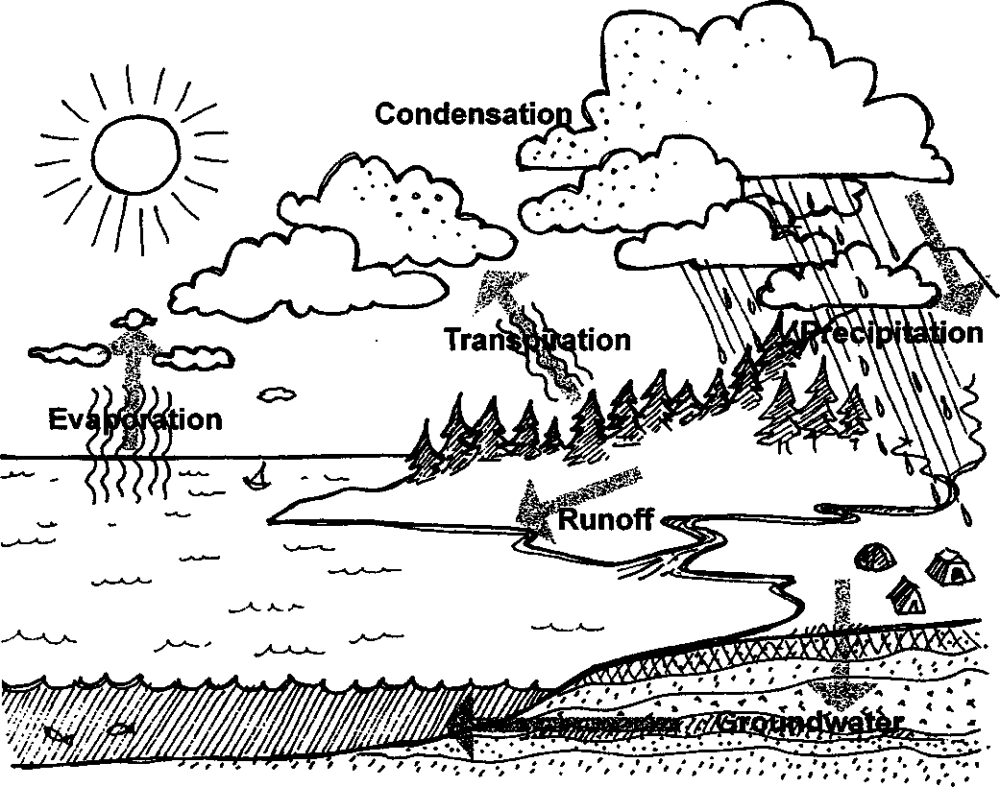 Condensation
Transpiration
Precipitation
Evaporation
Runoff
Groundwater